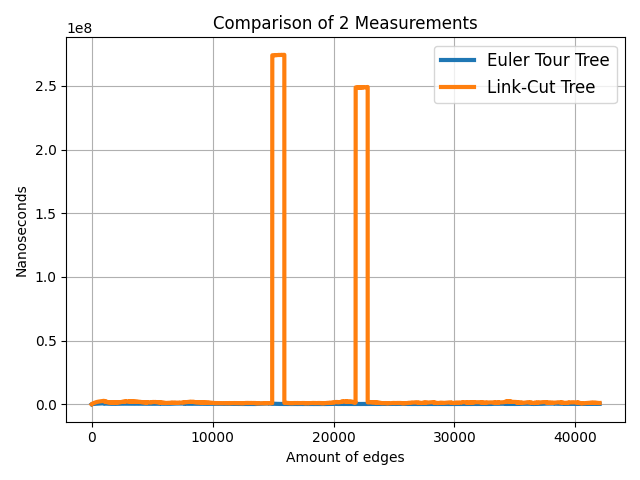 Comparison of 2 Measurements
1e8
Euler Tour Tree
Link-Cut Tree
2.5
2.0
1.5
1.0
0.5
0.0
Nanoseconds
0 10000 20000 30000 40000
Amount of edges